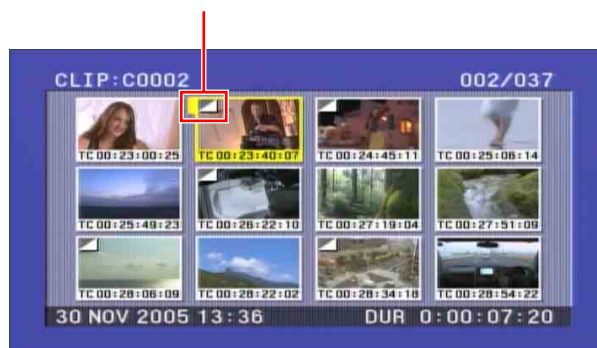 CLIP:C0002 002/037
TC 00:23:00:25 TC 00:23:40:07 TC 00:24:45:11 TC 00:25:06:14
TC 00:25:49:23 TC 00:26:22:10 TC 00:27:19:04 TC 00:27:51:09
TC 00:28:06:09 TC 00:28:22:02 TC 00:28:34:18 TC 00:28:54:22
30 NOV 2005 13:36 DUR 0:00:07:20